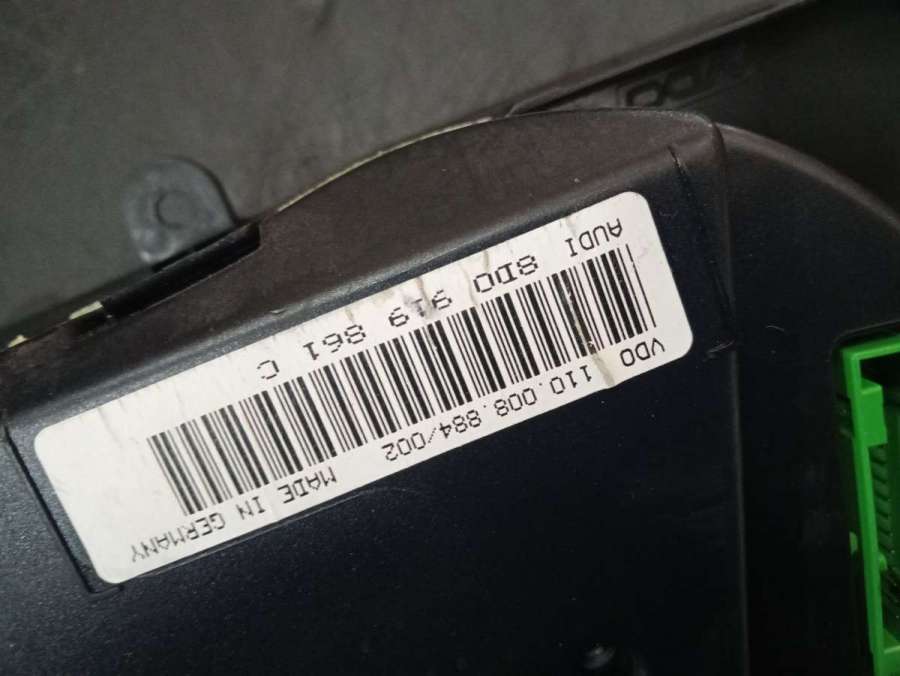 VDO 110.008.884/002 MADE IN GERMANY
AUDI 8D0 919 861 C